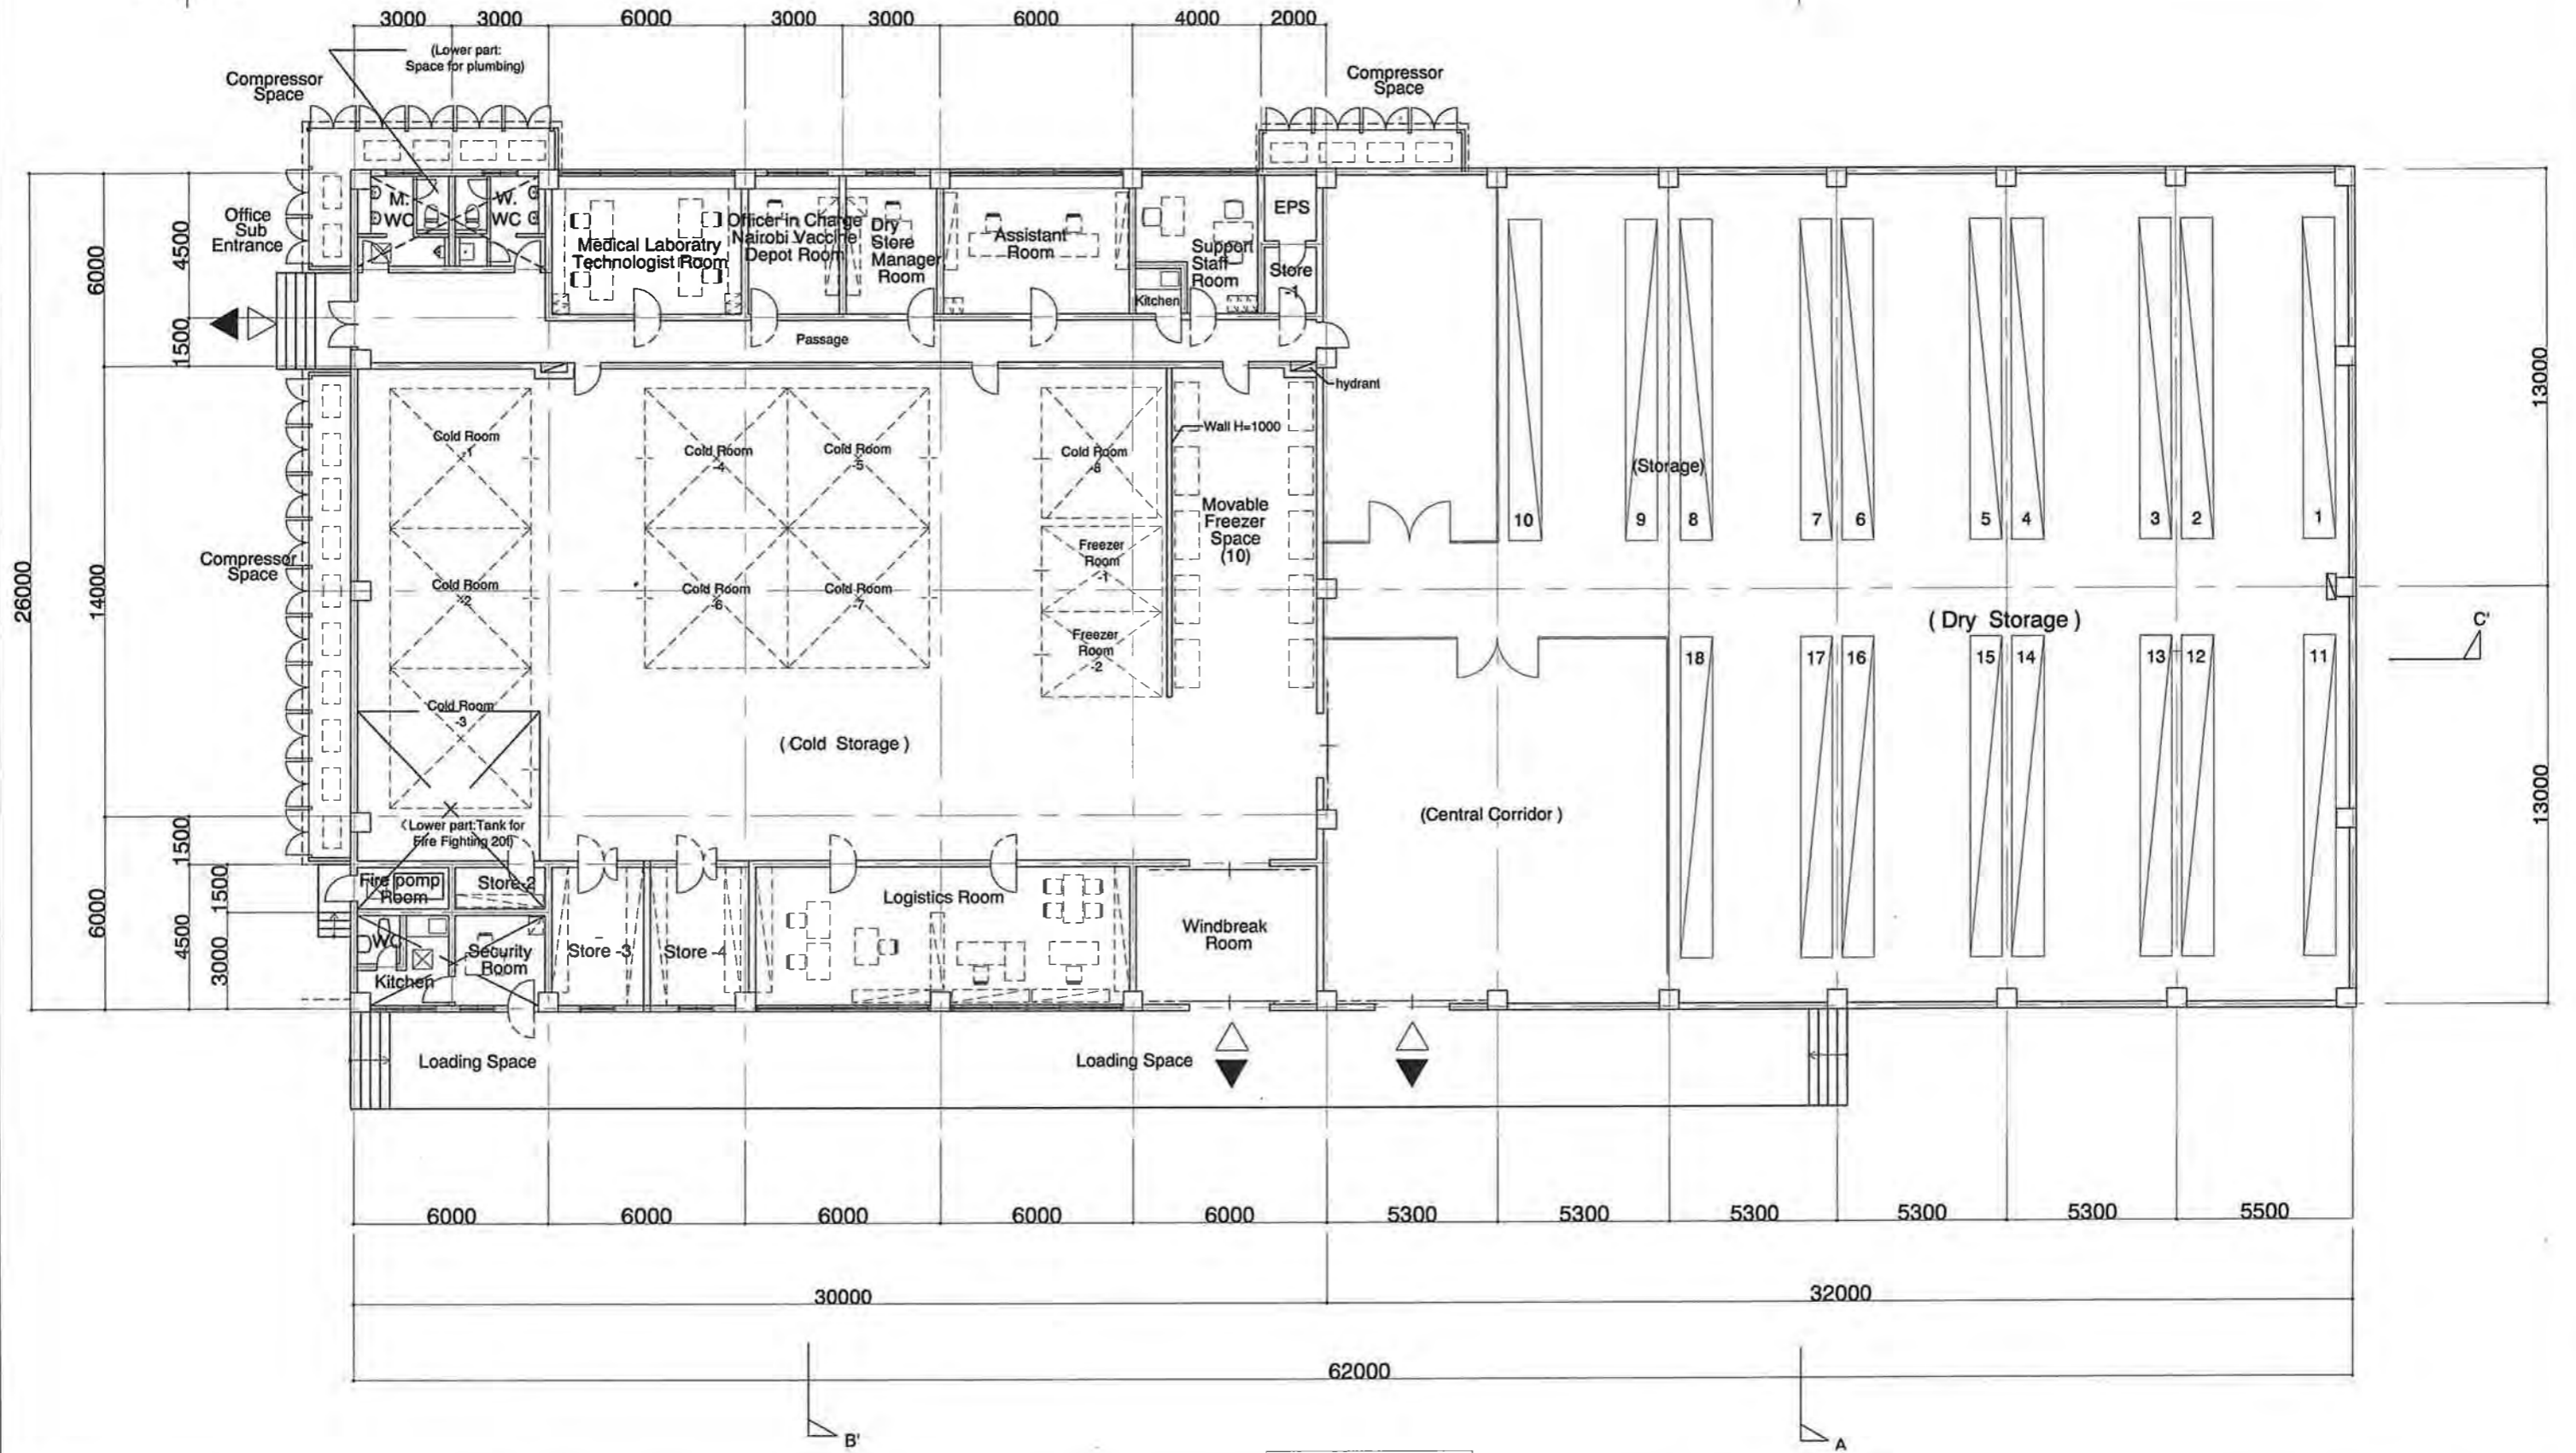 3000 3000 6000 3000 3000 6000 4000 2000
(Lower part:
Space for plumbing)
Compressor
Space
Compressor
Space
Office
Sub
Entrance
M.
WC
W.
WC
Medical Laboratry
Technologist Room
Officer in Charge
Nairobi Vaccine
Depot Room
Dry
Store
Manager
Room
Assistant
Room
Support
Staff
Room
Kitchen
EPS
Store
-1
Passage
hydrant
26000
6000
4500
1500
14000
6000
1500
4500
1500
3000
13000
13000
Compressor
Space
Cold Room
-1
Cold Room
-2
Cold Room
-3
Cold Room
-4
Cold Room
-5
Cold Room
-6
Cold Room
-7
Cold Room
-8
Freezer
Room
-1
Freezer
Room
-2
Wall H=1000
Movable
Freezer
Space
(10)
(Storage)
10 9 8 7 6 5 4 3 2 1
( Dry Storage )
18 17 16 15 14 13 12 11
C'
( Cold Storage )
(Central Corridor )
(Lower part:Tank for
Fire Fighting 20t)
Fire pomp
Room
Store-2
WC
Kitchen
Security
Room
Store -3
Store -4
Logistics Room
Windbreak
Room
Loading Space
Loading Space
6000 6000 6000 6000 6000 5300 5300 5300 5300 5300 5500
30000
32000
62000
B'
A